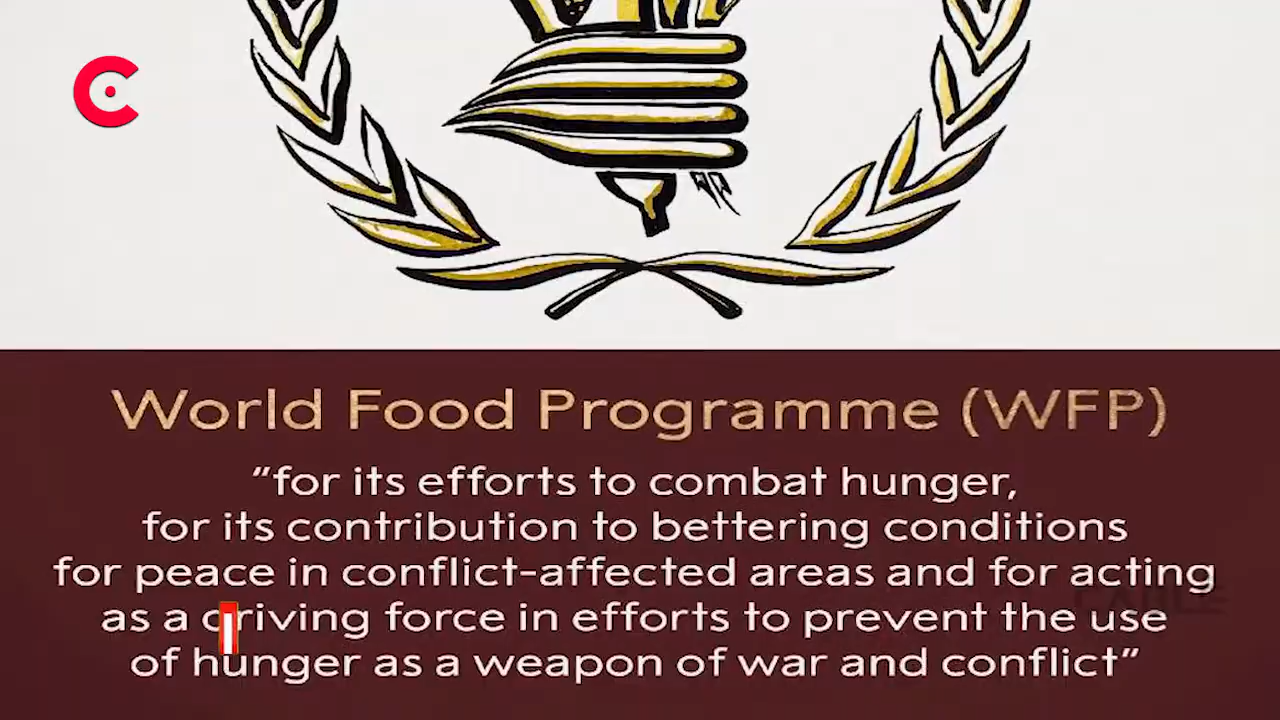 World Food Programme (WFP)
“for its efforts to combat hunger,
for its contribution to bettering conditions
for peace in conflict-affected areas and for acting
as a driving force in efforts to prevent the use
of hunger as a weapon of war and conflict”